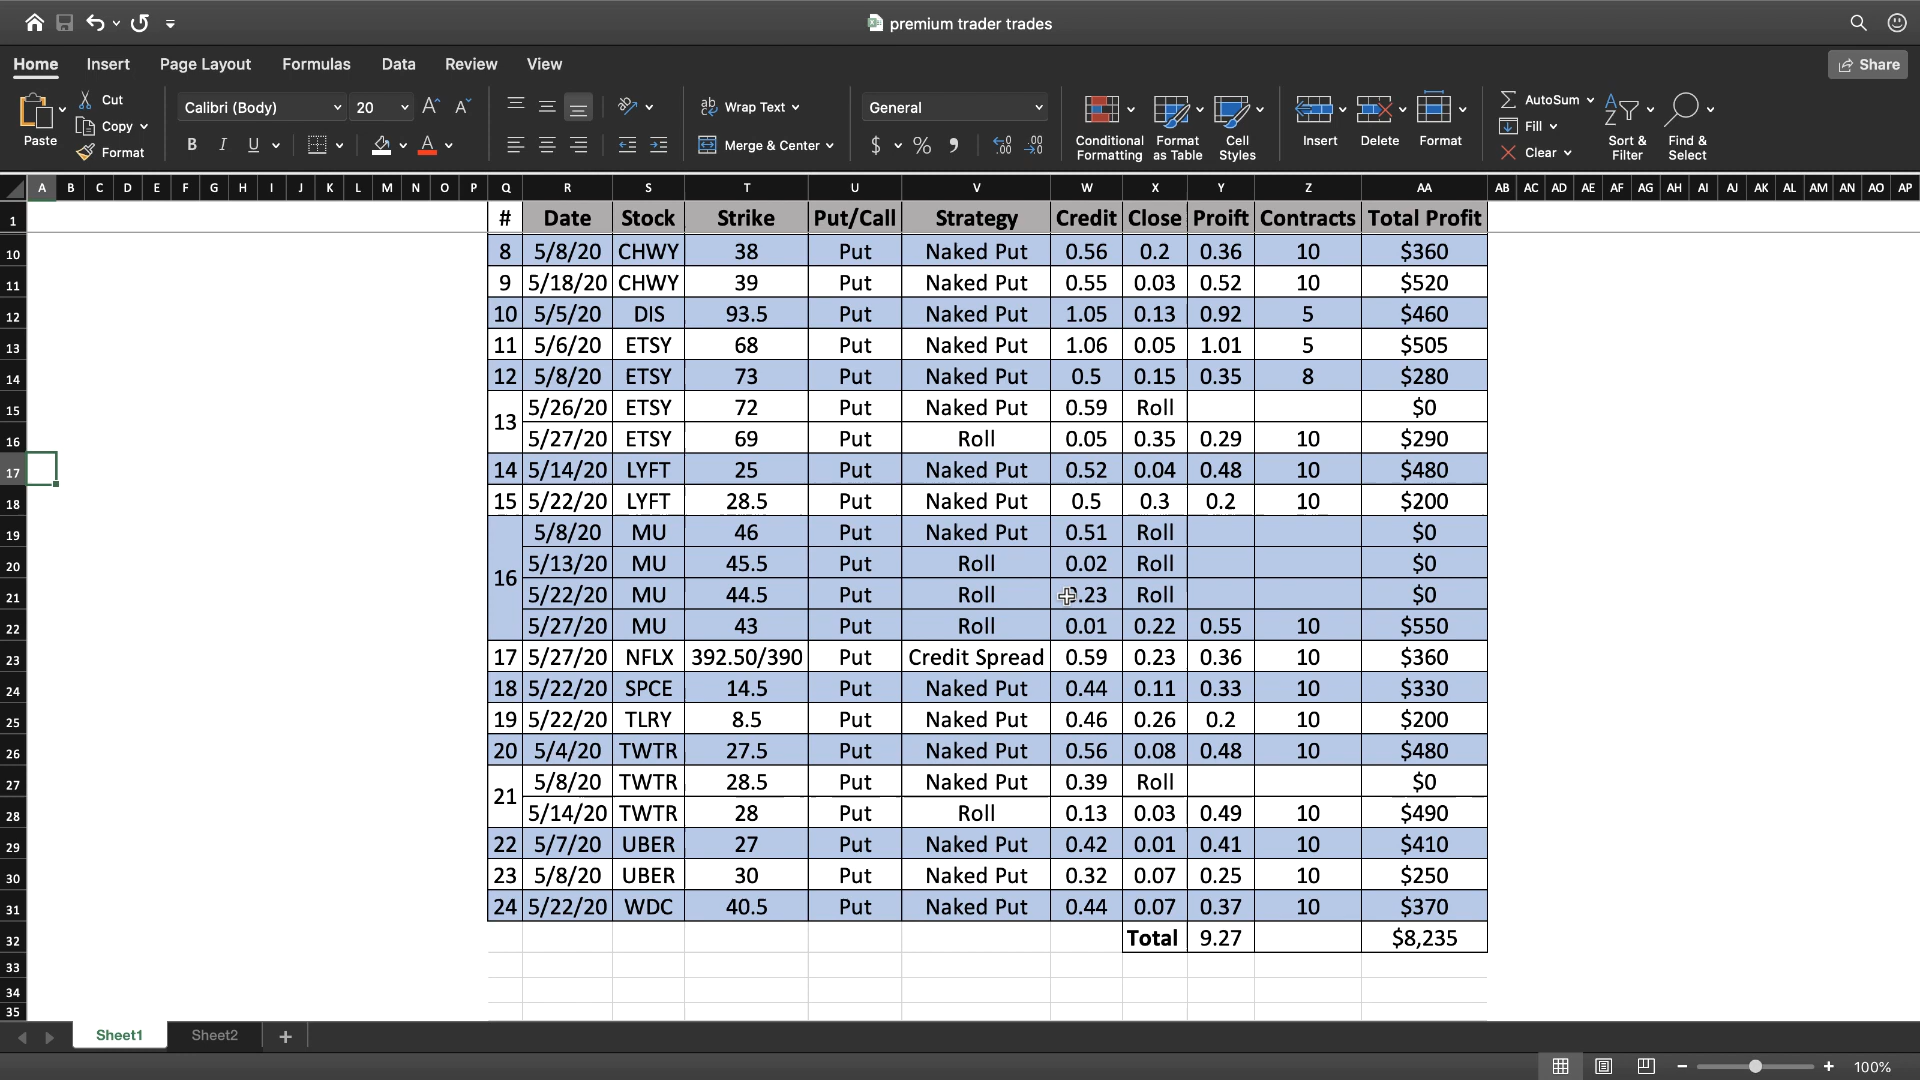 premium trader trades
Home Insert Page Layout Formulas Data Review View Share
Paste Cut Copy Format
Calibri (Body) 20
B I U A
ab Wrap Text
Merge & Center
General
$ % 9
Conditional Formatting Format as Table Cell Styles
Insert Delete Format
AutoSum Fill Clear
Sort & Filter Find & Select
A B C D E F G H I J K L M N O P Q R S T U V W X Y Z AA AB AC AD AE AF AG AH AI AJ AK AL AM AN AO AP
1 # Date Stock Strike Put/Call Strategy Credit Close Proift Contracts Total Profit
10 8 5/8/20 CHWY 38 Put Naked Put 0.56 0.2 0.36 10 $360
11 9 5/18/20 CHWY 39 Put Naked Put 0.55 0.03 0.52 10 $520
12 10 5/5/20 DIS 93.5 Put Naked Put 1.05 0.13 0.92 5 $460
13 11 5/6/20 ETSY 68 Put Naked Put 1.06 0.05 1.01 5 $505
14 12 5/8/20 ETSY 73 Put Naked Put 0.5 0.15 0.35 8 $280
15 13 5/26/20 ETSY 72 Put Naked Put 0.59 Roll $0
16 5/27/20 ETSY 69 Put Roll 0.05 0.35 0.29 10 $290
17 14 5/14/20 LYFT 25 Put Naked Put 0.52 0.04 0.48 10 $480
18 15 5/22/20 LYFT 28.5 Put Naked Put 0.5 0.3 0.2 10 $200
19 16 5/8/20 MU 46 Put Naked Put 0.51 Roll $0
20 5/13/20 MU 45.5 Put Roll 0.02 Roll $0
21 5/22/20 MU 44.5 Put Roll .23 Roll $0
22 5/27/20 MU 43 Put Roll 0.01 0.22 0.55 10 $550
23 17 5/27/20 NFLX 392.50/390 Put Credit Spread 0.59 0.23 0.36 10 $360
24 18 5/22/20 SPCE 14.5 Put Naked Put 0.44 0.11 0.33 10 $330
25 19 5/22/20 TLRY 8.5 Put Naked Put 0.46 0.26 0.2 10 $200
26 20 5/4/20 TWTR 27.5 Put Naked Put 0.56 0.08 0.48 10 $480
27 21 5/8/20 TWTR 28.5 Put Naked Put 0.39 Roll $0
28 5/14/20 TWTR 28 Put Roll 0.13 0.03 0.49 10 $490
29 22 5/7/20 UBER 27 Put Naked Put 0.42 0.01 0.41 10 $410
30 23 5/8/20 UBER 30 Put Naked Put 0.32 0.07 0.25 10 $250
31 24 5/22/20 WDC 40.5 Put Naked Put 0.44 0.07 0.37 10 $370
32 Total 9.27 $8,235
33
34
35
Sheet1 Sheet2 +
100%